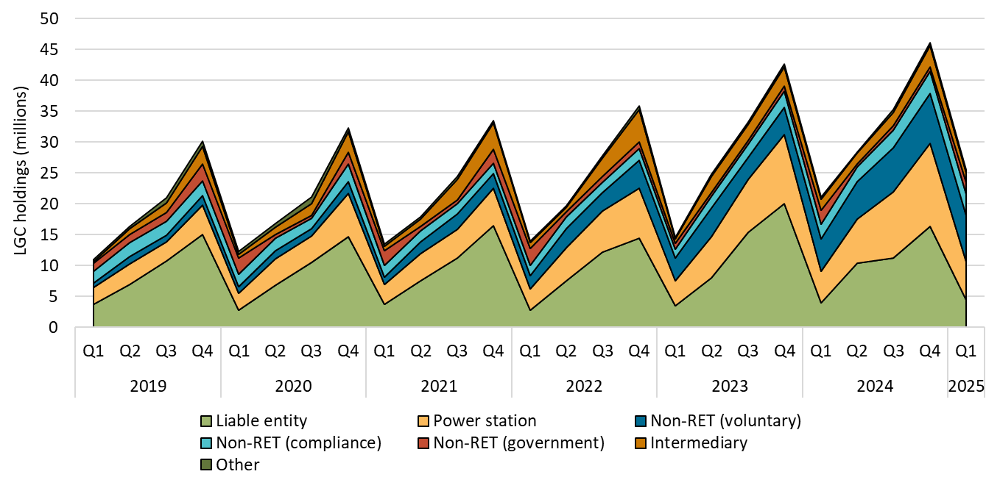 LGC holdings (millions)
50
45
40
35
30
25
20
15
10
5
0
Q1 Q2 Q3 Q4 Q1 Q2 Q3 Q4 Q1 Q2 Q3 Q4 Q1 Q2 Q3 Q4 Q1 Q2 Q3 Q4 Q1 Q2 Q3 Q4 Q1
2019 2020 2021 2022 2023 2024 2025
Liable entity Power station Non-RET (voluntary)
Non-RET (compliance) Non-RET (government) Intermediary
Other